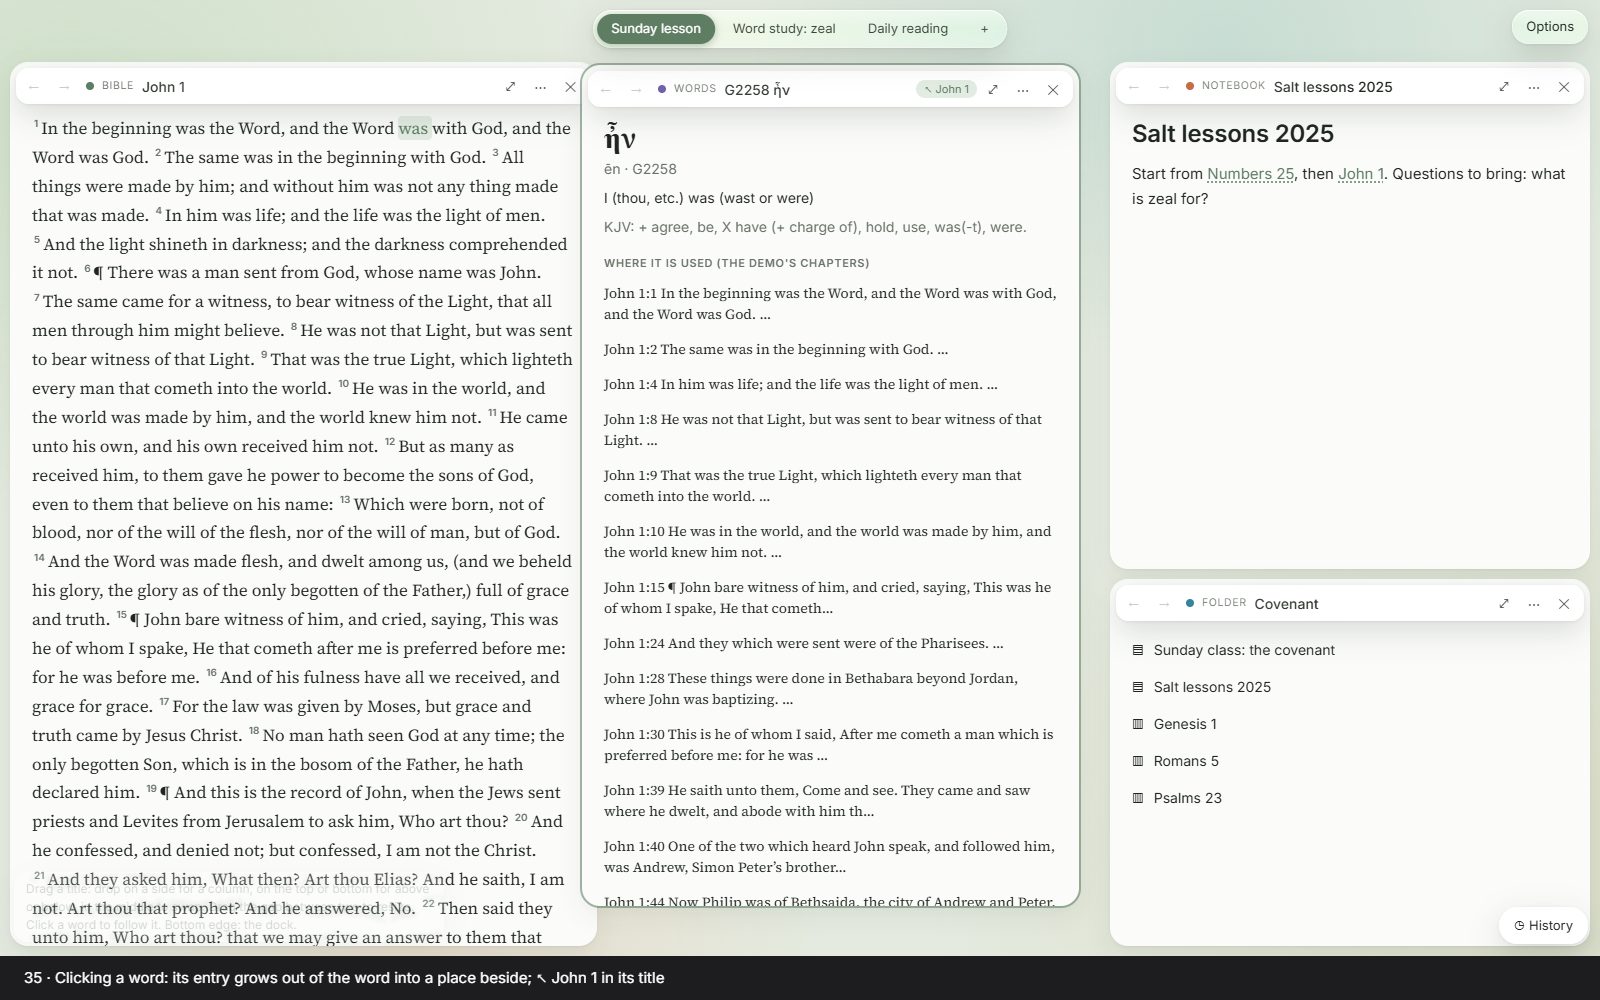 Sunday lesson Word study: zeal Daily reading +
Options
← → BIBLE John 1
1 In the beginning was the Word, and the Word was with God, and the
Word was God. 2 The same was in the beginning with God. 3 All
things were made by him; and without him was not any thing made
that was made. 4 In him was life; and the life was the light of men.
5 And the light shineth in darkness; and the darkness comprehended
it not. 6 ¶ There was a man sent from God, whose name was John.
7 The same came for a witness, to bear witness of the Light, that all
men through him might believe. 8 He was not that Light, but was sent
to bear witness of that Light. 9 That was the true Light, which lighteth
every man that cometh into the world. 10 He was in the world, and
the world was made by him, and the world knew him not. 11 He came
unto his own, and his own received him not. 12 But as many as
received him, to them gave he power to become the sons of God,
even to them that believe on his name: 13 Which were born, not of
blood, nor of the will of the flesh, nor of the will of man, but of God.
14 And the Word was made flesh, and dwelt among us, (and we beheld
his glory, the glory as of the only begotten of the Father,) full of grace
and truth. 15 ¶ John bare witness of him, and cried, saying, This was
he of whom I spake, He that cometh after me is preferred before me:
for he was before me. 16 And of his fulness have all we received, and
grace for grace. 17 For the law was given by Moses, but grace and
truth came by Jesus Christ. 18 No man hath seen God at any time; the
only begotten Son, which is in the bosom of the Father, he hath
declared him. 19 ¶ And this is the record of John, when the Jews sent
priests and Levites from Jerusalem to ask him, Who art thou? 20 And
he confessed, and denied not; but confessed, I am not the Christ.
21 And they asked him, What then? Art thou Elias? And he saith, I am
not. Art thou that prophet? And he answered, No. 22 Then said they
unto him, Who art thou? that we may give an answer to them that
Drag a title: drop on a side for a column, on the top or bottom for above
Click a word to follow it. Bottom edge: the dock.
← → WORDS G2258 ἦν ↖ John 1
ἦν
ēn · G2258
I (thou, etc.) was (wast or were)
KJV: + agree, be, X have (+ charge of), hold, use, was(-t), were.
WHERE IT IS USED (THE DEMO'S CHAPTERS)
John 1:1 In the beginning was the Word, and the Word was with God,
and the Word was God. ...
John 1:2 The same was in the beginning with God. ...
John 1:4 In him was life; and the life was the light of men. ...
John 1:8 He was not that Light, but was sent to bear witness of that
Light. ...
John 1:9 That was the true Light, which lighteth every man that
cometh into the world. ...
John 1:10 He was in the world, and the world was made by him, and
the world knew him not. ...
John 1:15 ¶ John bare witness of him, and cried, saying, This was he
of whom I spake, He that cometh...
John 1:24 And they which were sent were of the Pharisees. ...
John 1:28 These things were done in Bethabara beyond Jordan,
where John was baptizing. ...
John 1:30 This is he of whom I said, After me cometh a man which is
preferred before me: for he was ...
John 1:39 He saith unto them, Come and see. They came and saw
where he dwelt, and abode with him th...
John 1:40 One of the two which heard John speak, and followed him,
was Andrew, Simon Peter’s brother...
John 1:44 Now Philip was of Bethsaida, the city of Andrew and Peter.
← → NOTEBOOK Salt lessons 2025
Salt lessons 2025
Start from Numbers 25, then John 1. Questions to bring: what
is zeal for?
← → FOLDER Covenant
Sunday class: the covenant
Salt lessons 2025
Genesis 1
Romans 5
Psalms 23
History
35 · Clicking a word: its entry grows out of the word into a place beside; ↖ John 1 in its title